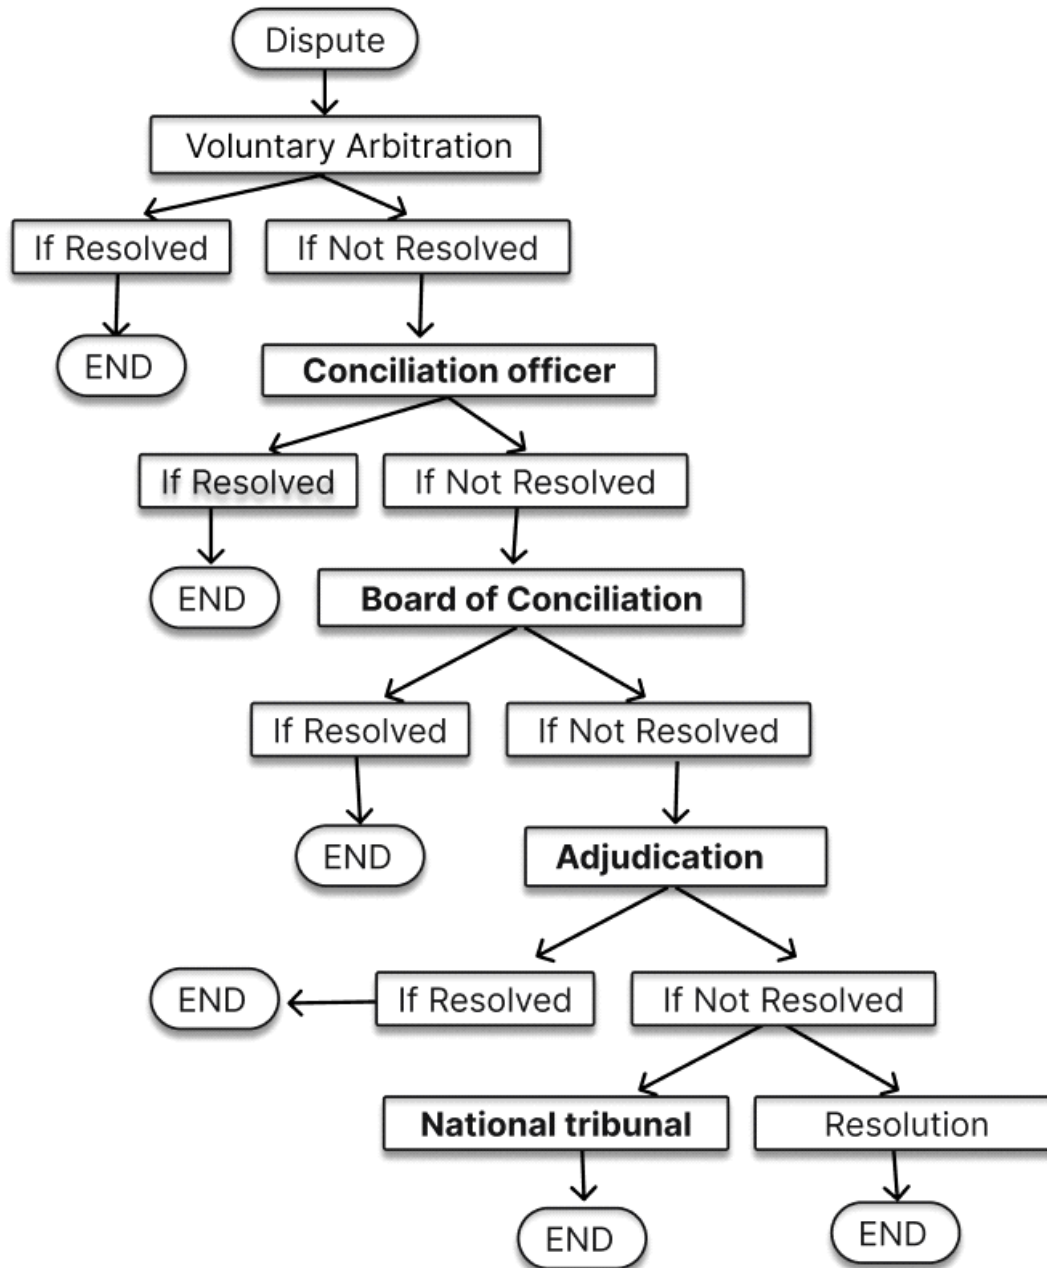 Dispute
Voluntary Arbitration
If Resolved
If Not Resolved
END
Conciliation officer
If Resolved
If Not Resolved
END
Board of Conciliation
If Resolved
If Not Resolved
END
Adjudication
END
If Resolved
If Not Resolved
National tribunal
Resolution
END
END